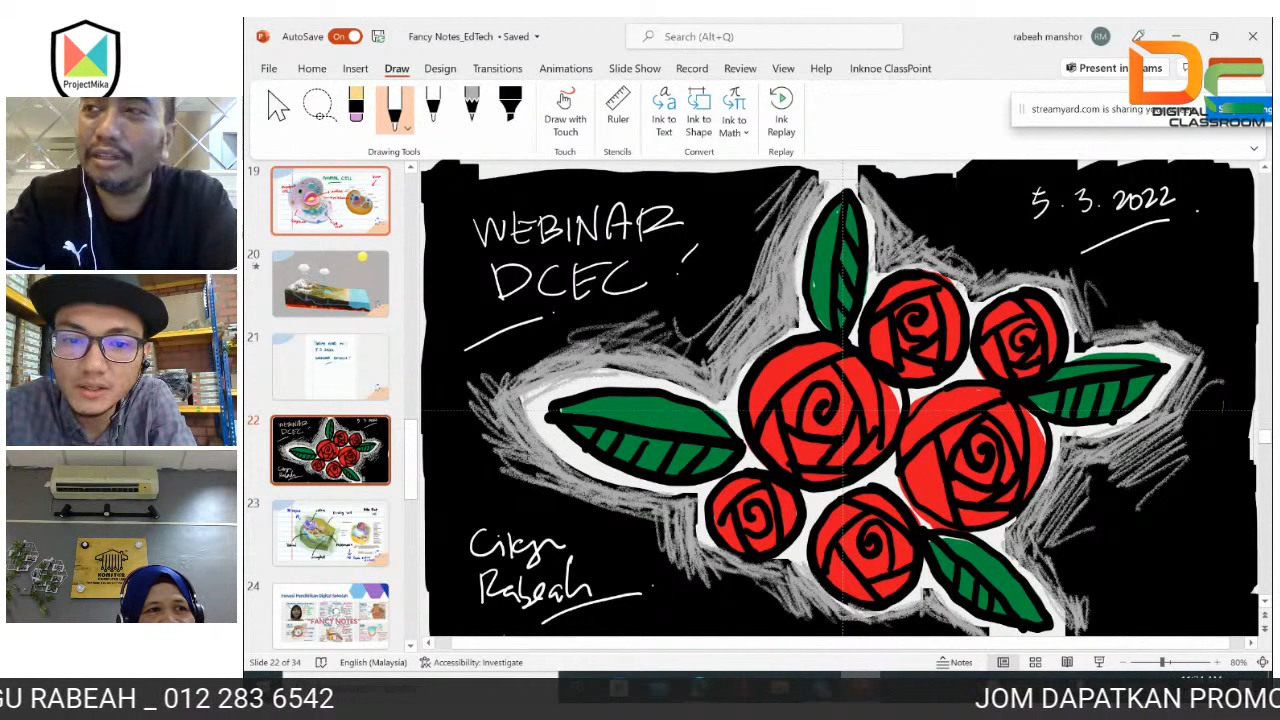 ProjectMika
AutoSave
On
Fancy Notes_EdTech • Saved
Search (Alt+Q)
rabeah manshor
RM
File
Home
Insert
Draw
Design
Transitions
Animations
Slide Show
Record
Review
View
Help
Inknoe ClassPoint
Present in
streamyard.com is sharing
DIGITAL
CLASSROOM
Draw with
Touch
Ruler
Ink to
Text
Ink to
Shape
Ink to
Math
Ink
Replay
Drawing Tools
Touch
Stencils
Convert
Replay
19
20
21
22
23
24
"FANCY NOTES"
WEBINAR
DCEC!
5.3.2022.
Cikgu
Rabeah
Slide 22 of 34
English (Malaysia)
Accessibility: Investigate
Notes
80%
GU RABEAH _ 012 283 6542
JOM DAPATKAN PROMO